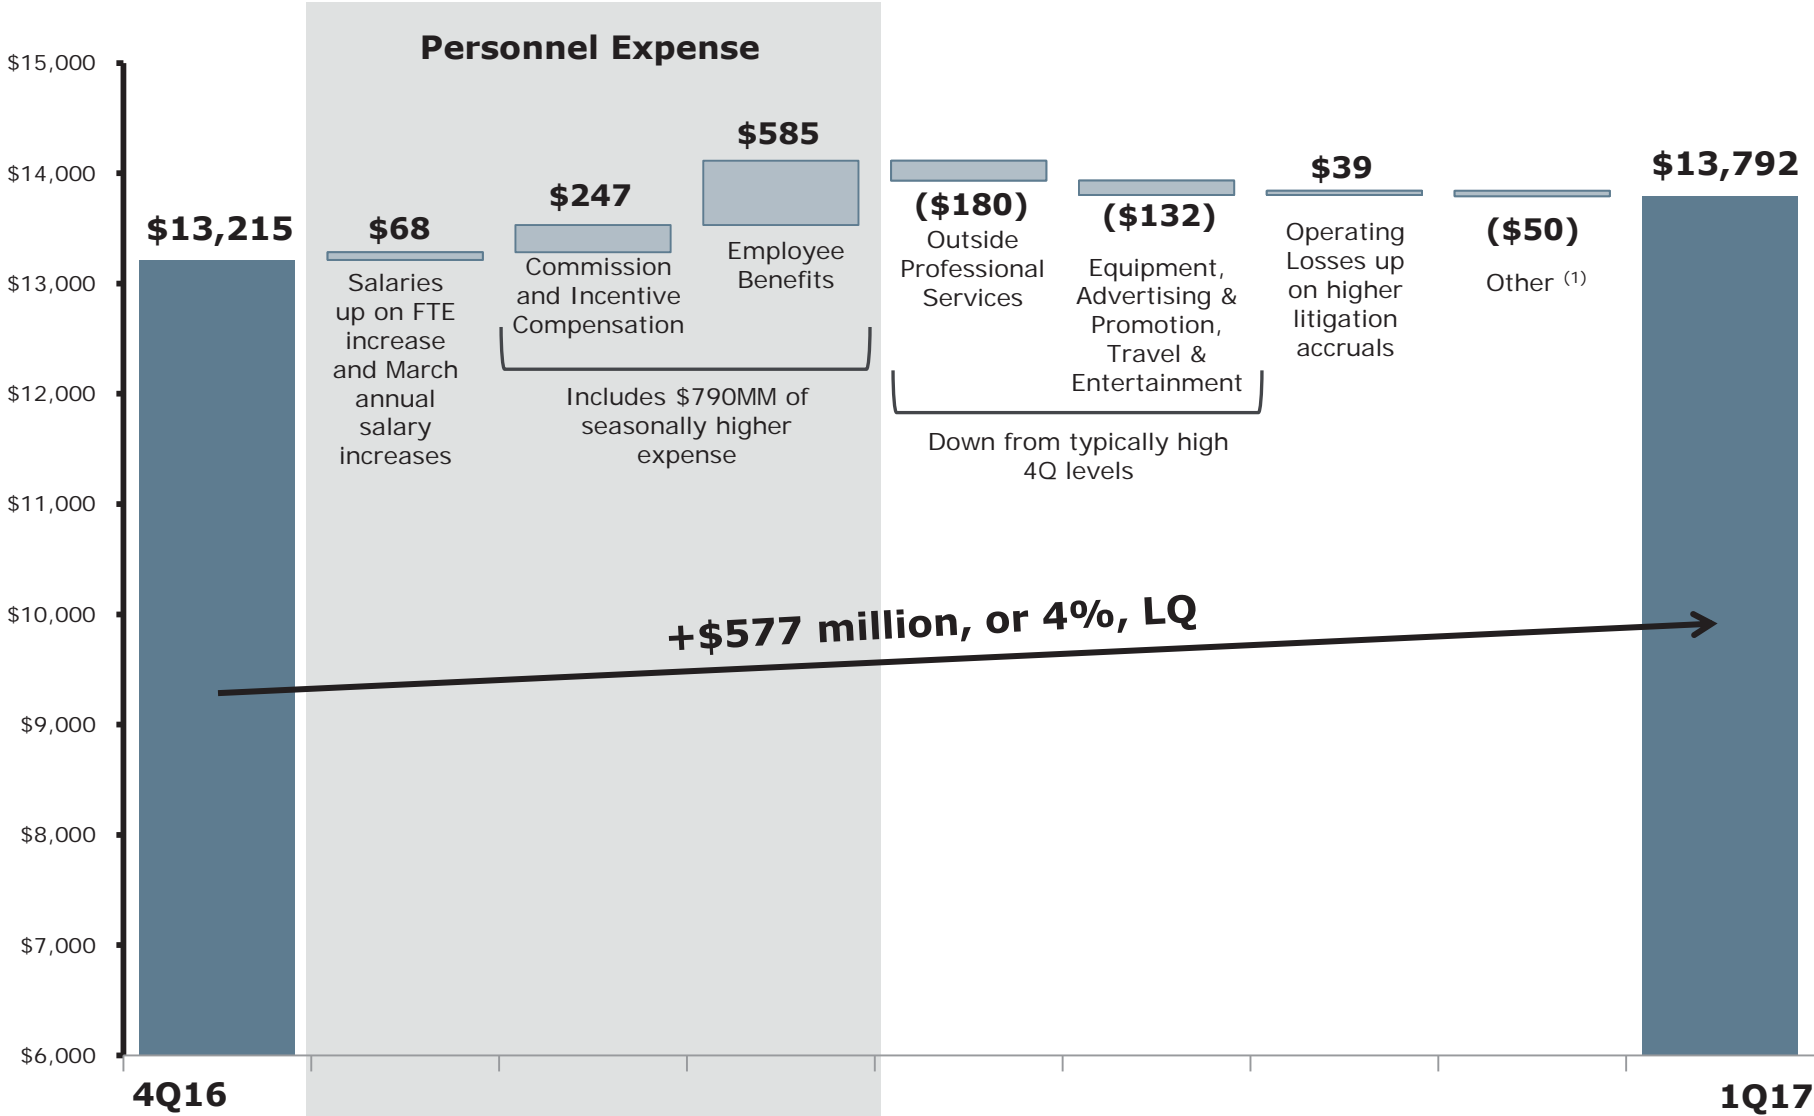 Personnel Expense
$15,000
$14,000
$13,000
$12,000
$11,000
$10,000
$9,000
$8,000
$7,000
$6,000
$13,215
$68
Salaries
up on FTE
increase
and March
annual
salary
increases
$247
Commission
and Incentive
Compensation
$585
Employee
Benefits
Includes $790MM of
seasonally higher
expense
($180)
Outside
Professional
Services
($132)
Equipment,
Advertising &
Promotion,
Travel &
Entertainment
Down from typically high
4Q levels
$39
Operating
Losses up
on higher
litigation
accruals
($50)
Other (1)
$13,792
+$577 million, or 4%, LQ
4Q16
1Q17